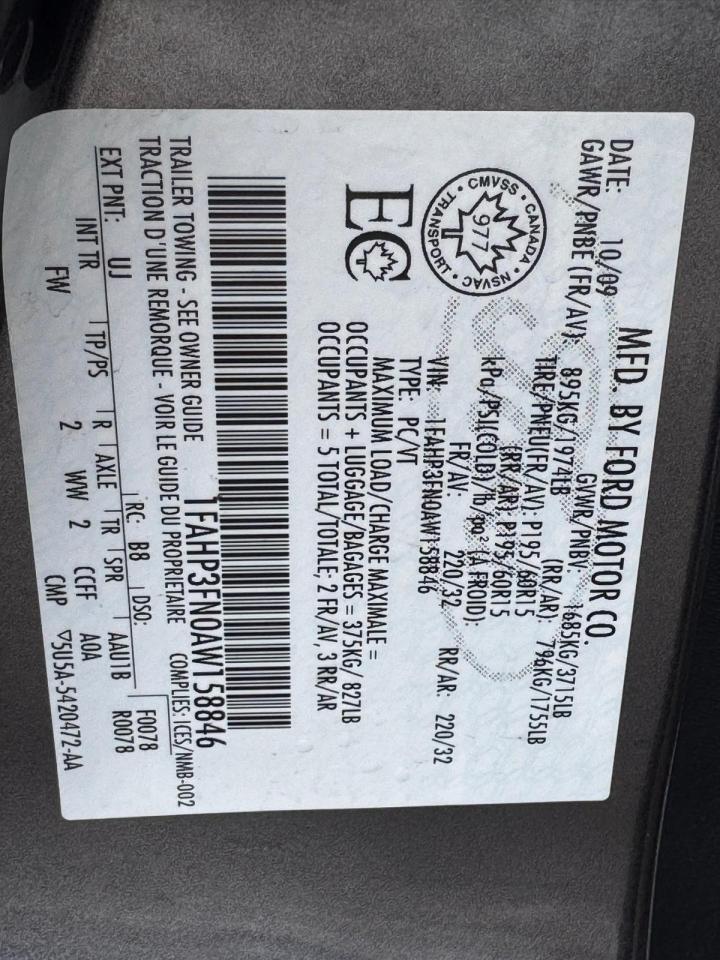 MFD. BY FORD MOTOR CO.
DATE: 10/09 GVWR/PNBV: 1685KG/3715LB
GAWR/PNBE (FR/AV): 895KG/1974LB (RR/AR): 796KG/1755LB
TIRE/PNEU(FR/AV): P195/60R15
(RR/AR): P195/60R15
kPa/PSI(COLD)/lb/pq² (A FROID):
FR/AV: 220/32 RR/AR: 220/32
VIN: 1FAHP3FN0AW158846
TYPE: PC/VT
CANADA
CMVSS • NSVAC
977
TRANSPORT
EC
MAXIMUM LOAD/CHARGE MAXIMALE =
OCCUPANTS + LUGGAGE/BAGAGES = 375KG/ 827LB
OCCUPANTS = 5 TOTAL/TOTALE; 2 FR/AV, 3 RR/AR
1FAHP3FN0AW158846
TRAILER TOWING - SEE OWNER GUIDE
TRACTION D'UNE REMORQUE - VOIR LE GUIDE DU PROPRIETAIRE COMPLIES: ICES/NMB-002
EXT PNT: UJ RC: B8 DSO: F0078
INT TR TP/PS R AXLE TR SPR AAU1B R0078
FW 2 WW 2 CCFF A0A
CMP ▽5U5A-5420472-AA